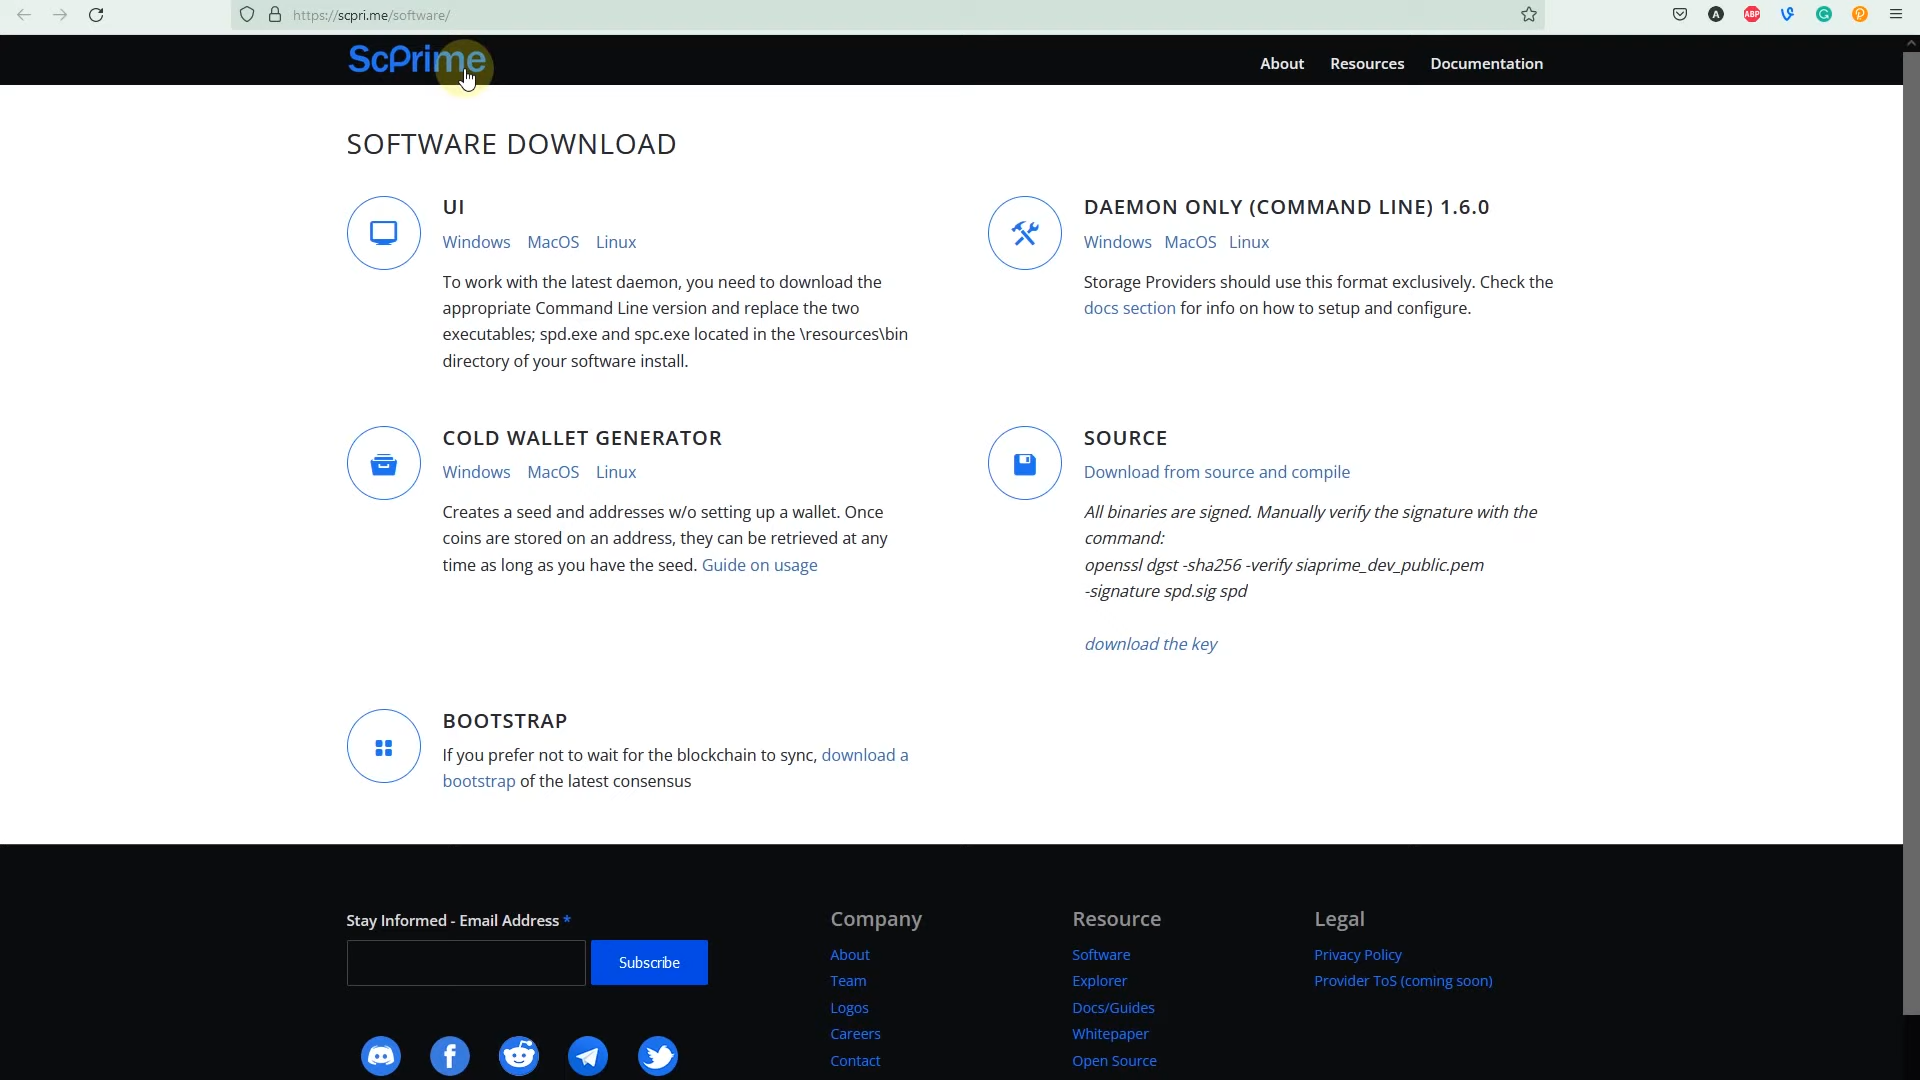 https://scpri.me/software/
ScPrime
About Resources Documentation
SOFTWARE DOWNLOAD
UI
Windows MacOS Linux
To work with the latest daemon, you need to download the
appropriate Command Line version and replace the two
executables; spd.exe and spc.exe located in the \resources\bin
directory of your software install.
DAEMON ONLY (COMMAND LINE) 1.6.0
Windows MacOS Linux
Storage Providers should use this format exclusively. Check the
docs section for info on how to setup and configure.
COLD WALLET GENERATOR
Windows MacOS Linux
Creates a seed and addresses w/o setting up a wallet. Once
coins are stored on an address, they can be retrieved at any
time as long as you have the seed. Guide on usage
SOURCE
Download from source and compile
All binaries are signed. Manually verify the signature with the
command:
openssl dgst -sha256 -verify siaprime_dev_public.pem
-signature spd.sig spd
download the key
BOOTSTRAP
If you prefer not to wait for the blockchain to sync, download a
bootstrap of the latest consensus
Stay Informed - Email Address *
Subscribe
Company
About
Team
Logos
Careers
Contact
Resource
Software
Explorer
Docs/Guides
Whitepaper
Open Source
Legal
Privacy Policy
Provider ToS (coming soon)
A
ABP